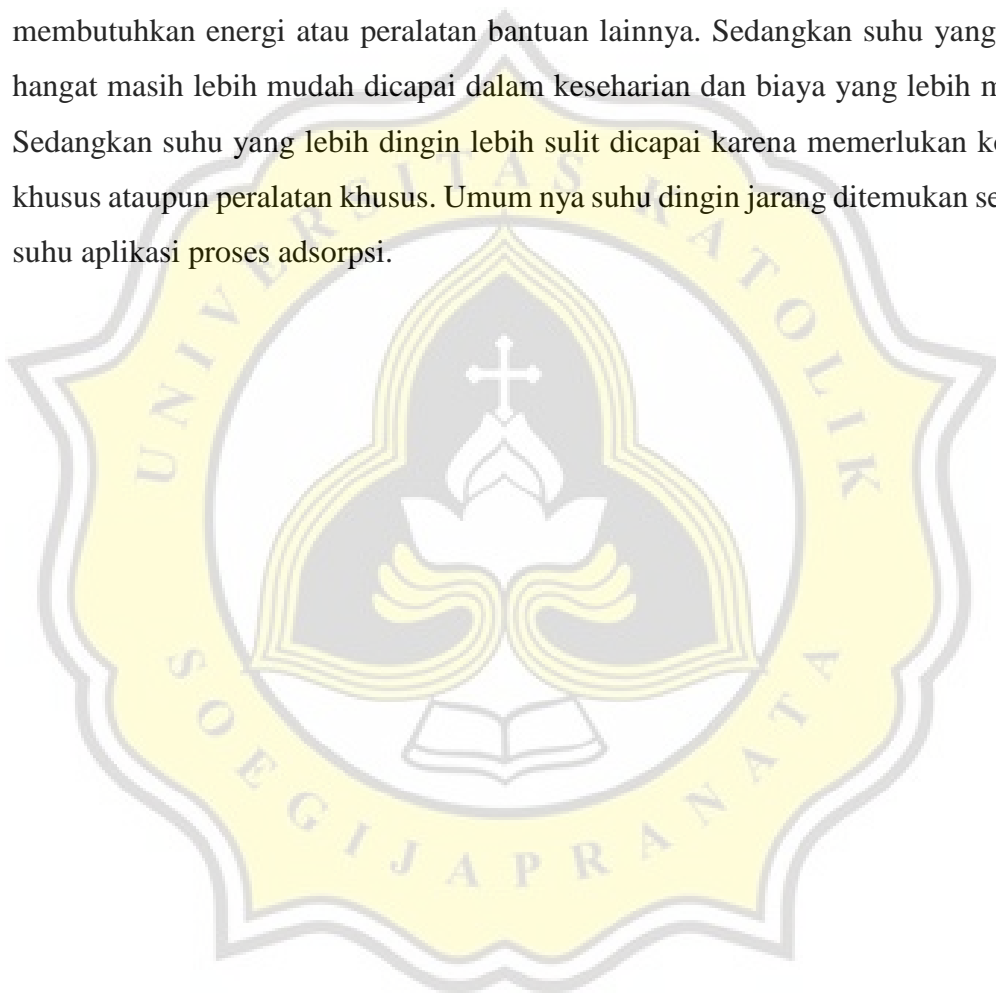 membutuhkan energi atau peralatan bantuan lainnya. Sedangkan suhu yang
hangat masih lebih mudah dicapai dalam keseharian dan biaya yang lebih
Sedangkan suhu yang lebih dingin lebih sulit dicapai karena memerlukan
khusus ataupun peralatan khusus. Umum nya suhu dingin jarang ditemukan
suhu aplikasi proses adsorpsi.
UNIVERSITAS KATOLIK
SOEGIJAPRANATA